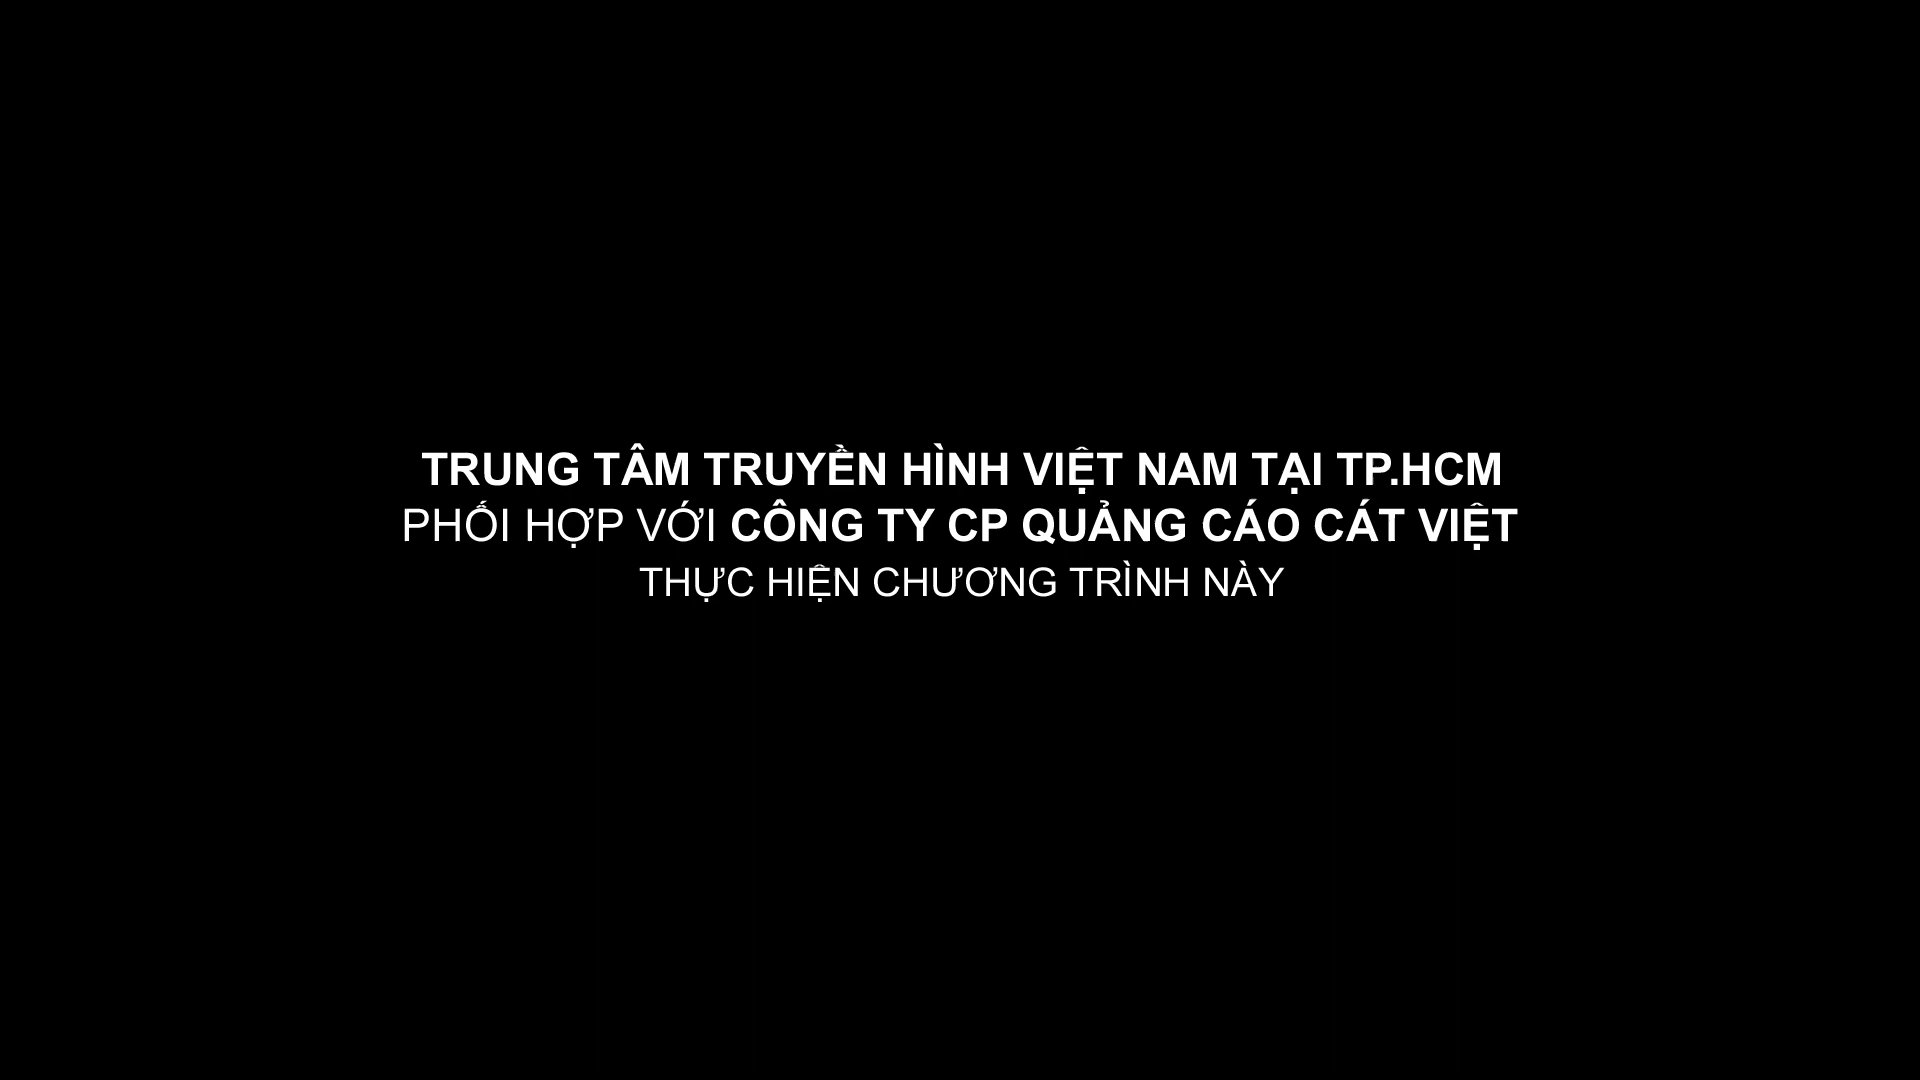 TRUNG TÂM TRUYỀN HÌNH VIỆT NAM TẠI TP.HCM
PHỐI HỢP VỚI CÔNG TY CP QUẢNG CÁO CÁT VIỆT
THỰC HIỆN CHƯƠNG TRÌNH NÀY